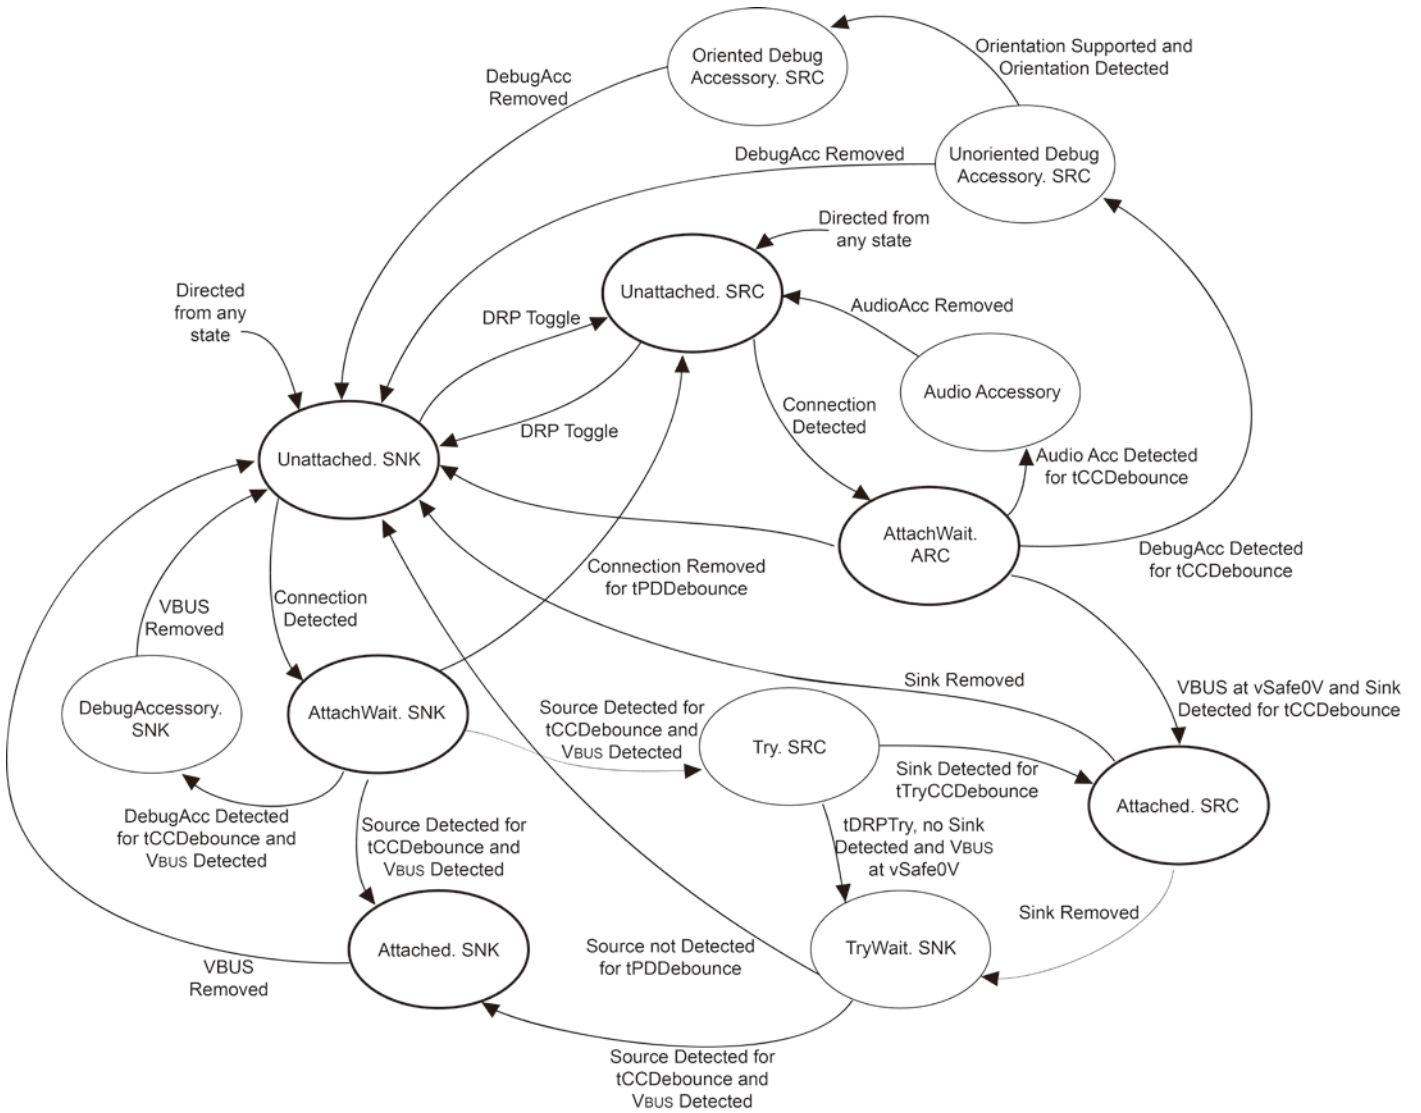 Oriented Debug
Accessory. SRC
Orientation Supported and
Orientation Detected
DebugAcc
Removed
DebugAcc Removed
Unoriented Debug
Accessory. SRC
Directed from
any state
Unattached. SRC
Directed
from any
state
DRP Toggle
AudioAcc Removed
Audio Accessory
Connection
Detected
DRP Toggle
Unattached. SNK
Audio Acc Detected
for tCCDebounce
AttachWait.
ARC
DebugAcc Detected
for tCCDebounce
Connection Removed
for tPDDebounce
VBUS
Removed
Connection
Detected
Sink Removed
VBUS at vSafe0V and Sink
Detected for tCCDebounce
DebugAccessory.
SNK
AttachWait. SNK
Source Detected for
tCCDebounce and
VBUS Detected
Try. SRC
Sink Detected for
tTryCCDebounce
Attached. SRC
DebugAcc Detected
for tCCDebounce and
VBUS Detected
Source Detected for
tCCDebounce and
VBUS Detected
tDRPTry, no Sink
Detected and VBUS
at vSafe0V
Sink Removed
Attached. SNK
Source not Detected
for tPDDebounce
TryWait. SNK
VBUS
Removed
Source Detected for
tCCDebounce and
VBUS Detected